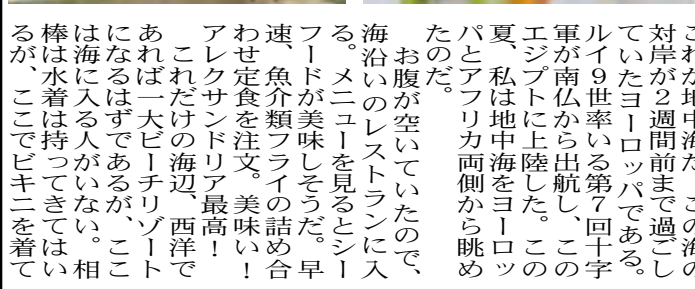 これが地中海だ。この海の
対岸が2週間前まで過ごし
ていたヨーロッパである。
ルイ9世率いる第7回十字
軍が南仏から出航し、この
エジプトに上陸した。この
夏、私は地中海をヨーロッ
パとアフリカ両側から眺め
たのだ。
お腹が空いていたので、
海沿いのレストランに入
る。メニューを見るとシー
フードが美味しそうだ。早
速、魚介類フライの詰め合
わせ定食を注文。美味い！
アレクサンドリア最高！
これだけの海辺、西洋で
あれば一大ビーチリゾート
になるはずであるが、ここ
は海に入る人がいない。相
棒は水着は持ってきてはい
るが、ここでビキニを着て